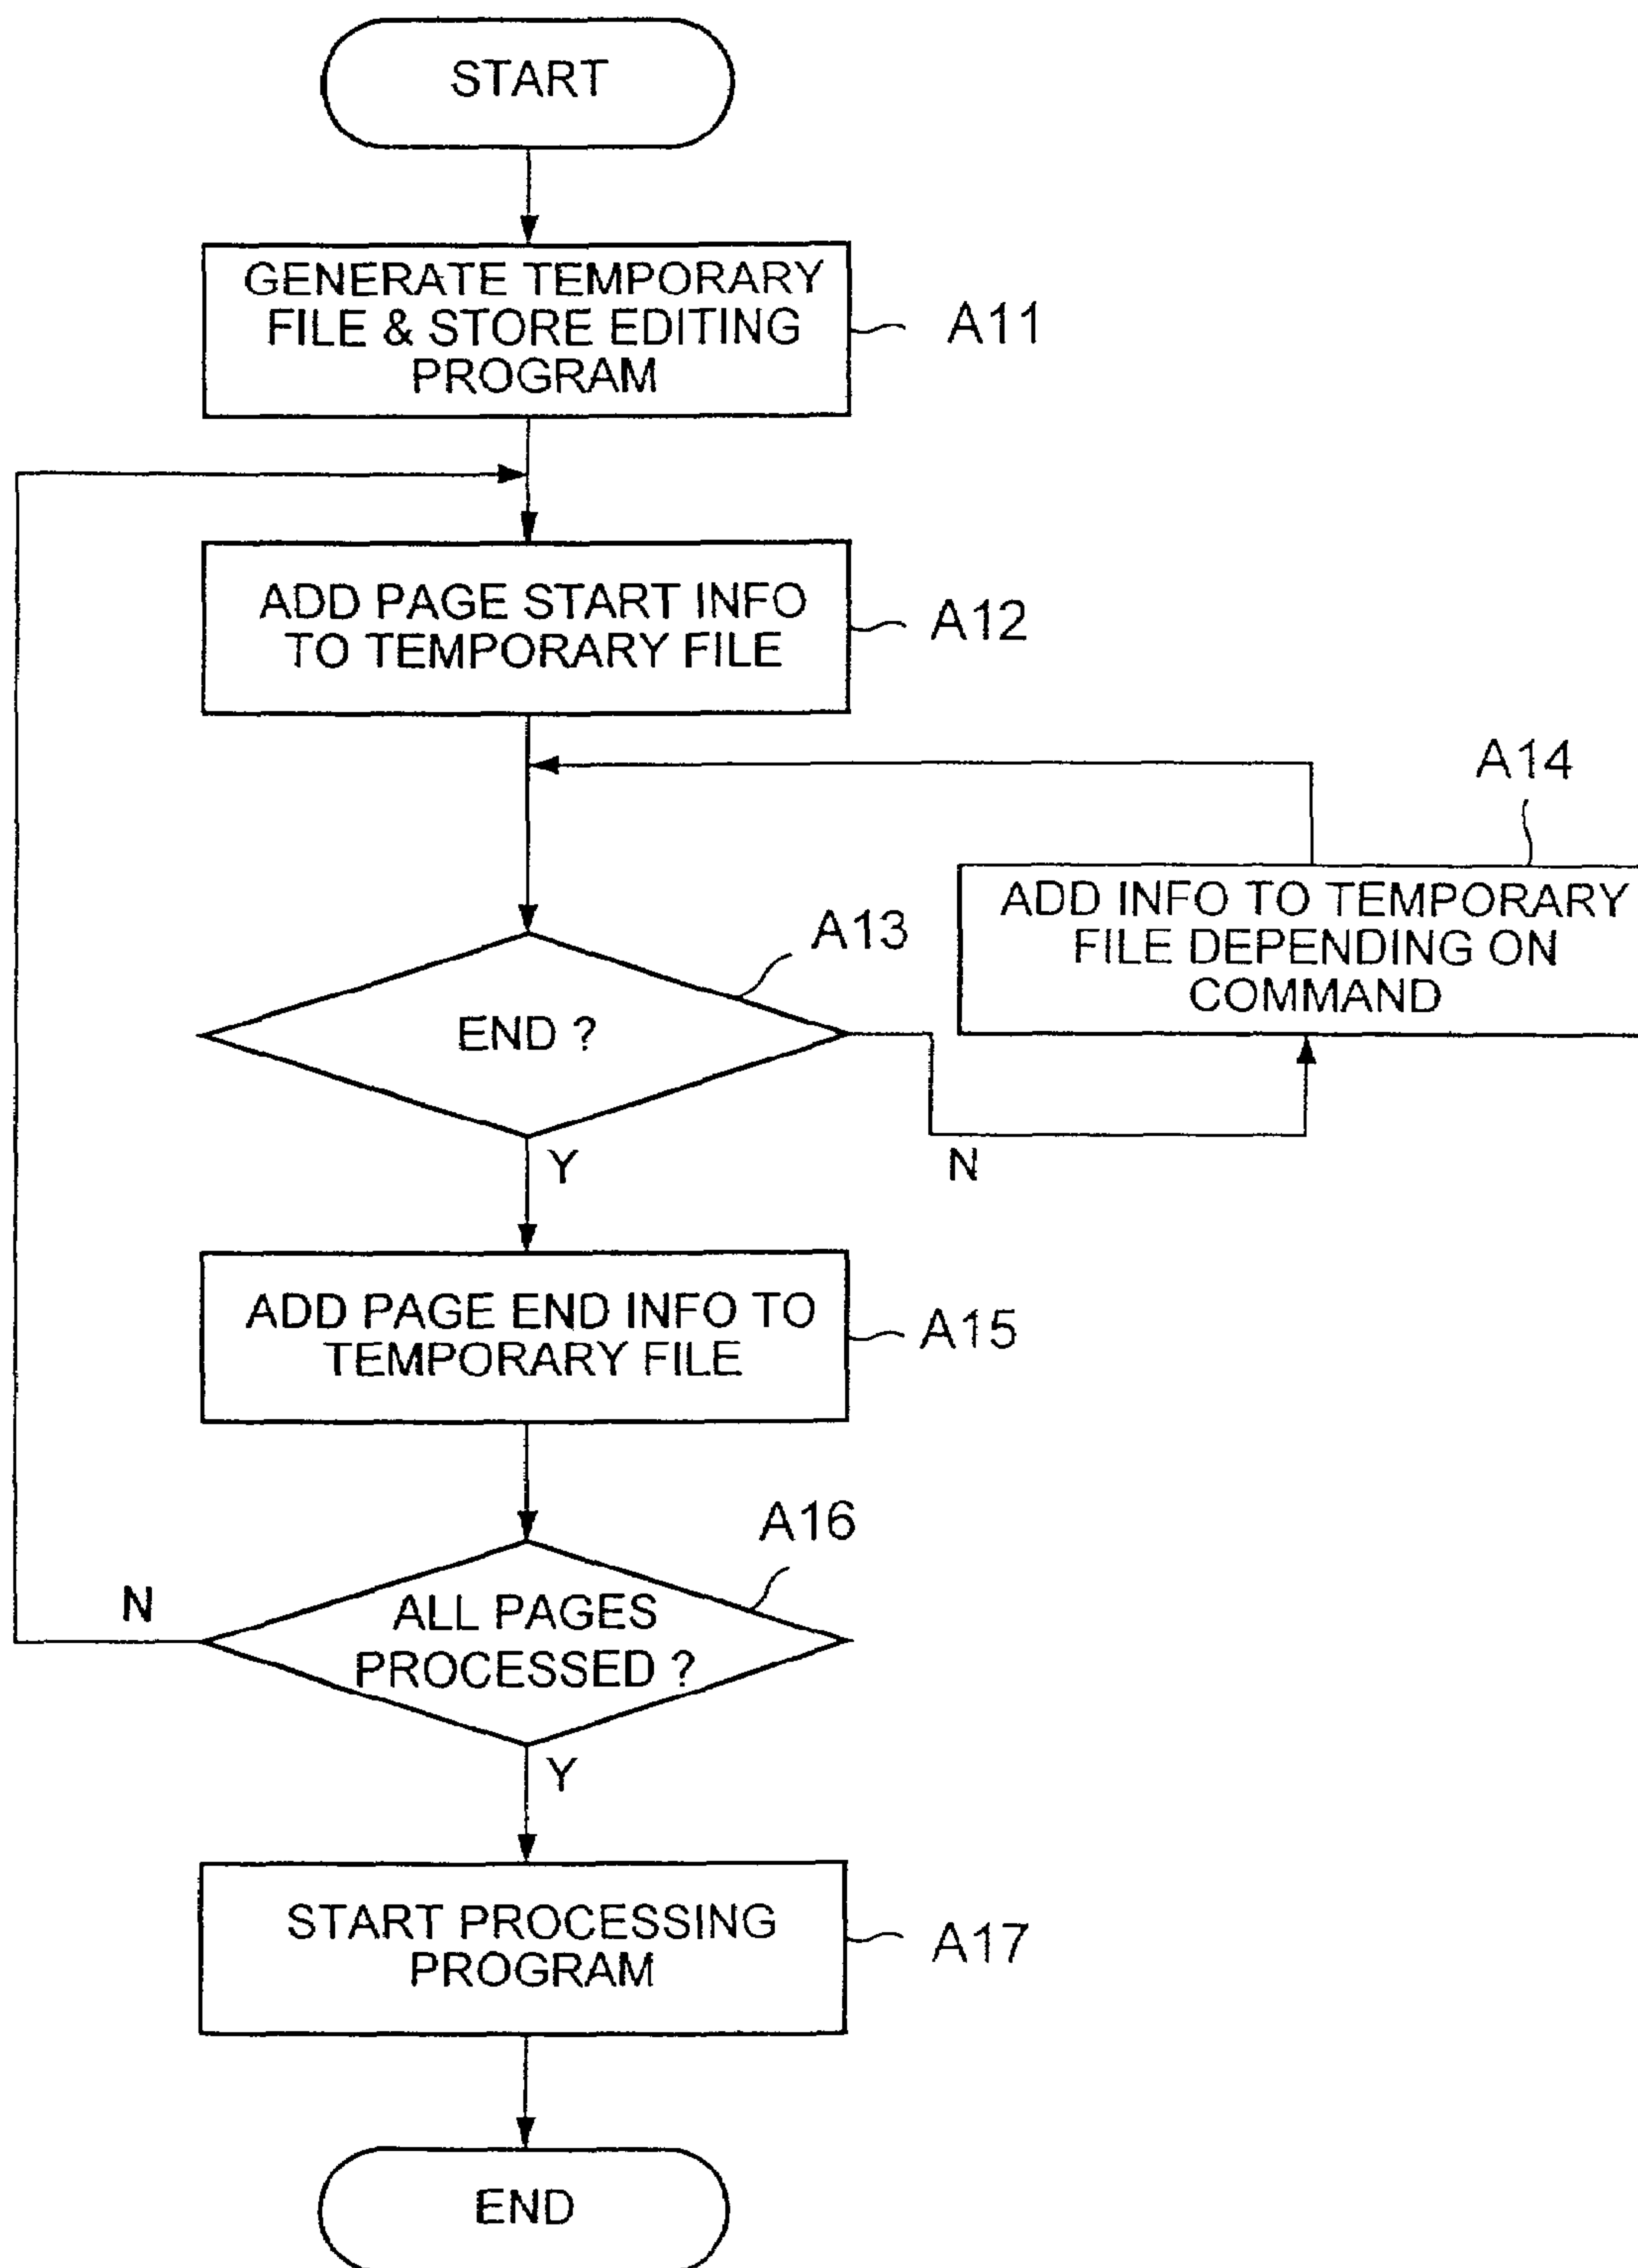 START
GENERATE TEMPORARY
FILE & STORE EDITING
PROGRAM
A11
ADD PAGE START INFO
TO TEMPORARY FILE
A12
A14
ADD INFO TO TEMPORARY
FILE DEPENDING ON
COMMAND
A13
END ?
N
Y
ADD PAGE END INFO TO
TEMPORARY FILE
A15
A16
ALL PAGES
PROCESSED ?
N
Y
START PROCESSING
PROGRAM
A17
END